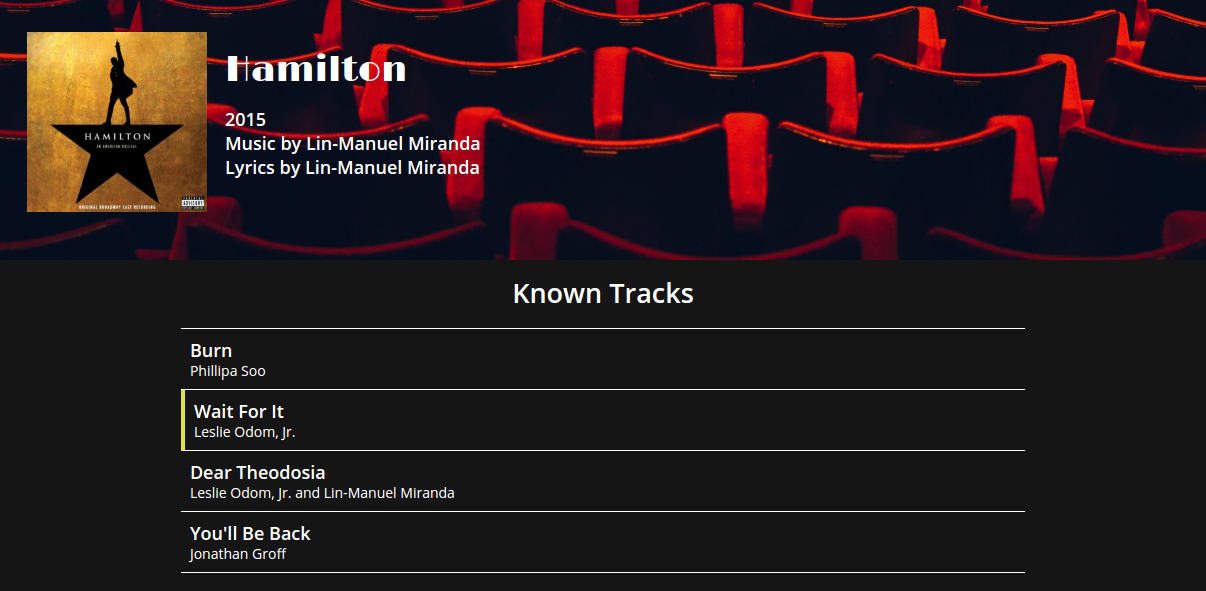 HAMILTON
AN AMERICAN MUSICAL
ORIGINAL BROADWAY CAST RECORDING
ADVISORY
Hamilton
2015
Music by Lin-Manuel Miranda
Lyrics by Lin-Manuel Miranda
Known Tracks
Burn
Phillipa Soo
Wait For It
Leslie Odom, Jr.
Dear Theodosia
Leslie Odom, Jr. and Lin-Manuel Miranda
You'll Be Back
Jonathan Groff